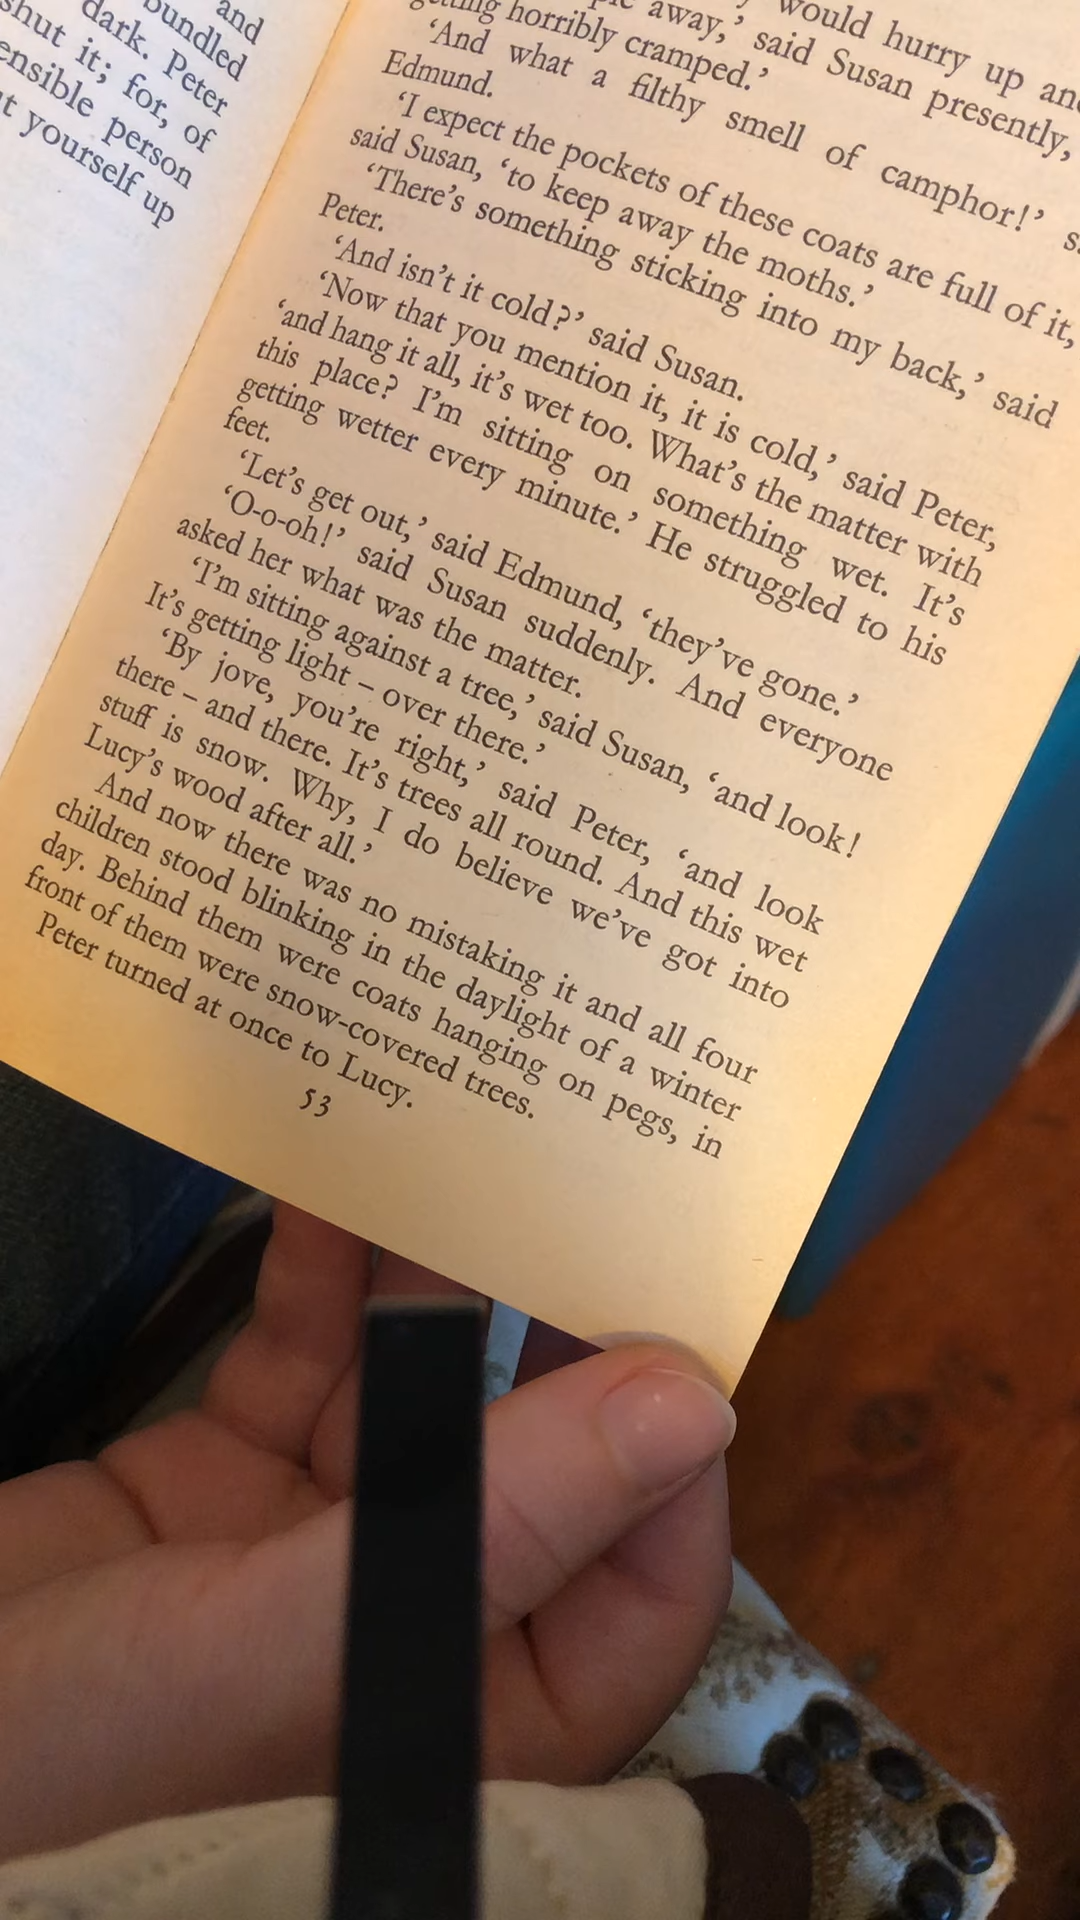 and
bundled
dark. Peter
shut it; for, of
ensible person
yourself up
would hurry up
away,' said Susan presently,
getting horribly cramped.'
'And what a filthy smell of camphor!'
Edmund.
'I expect the pockets of these coats are full of it,'
said Susan, 'to keep away the moths.'
'There's something sticking into my back,' said
Peter.
'And isn't it cold?' said Susan.
'Now that you mention it, it is cold,' said Peter,
'and hang it all, it's wet too. What's the matter with
this place? I'm sitting on something wet. It's
getting wetter every minute.' He struggled to his
feet.
'Let's get out,' said Edmund, 'they've gone.'
'O-o-oh!' said Susan suddenly. And everyone
asked her what was the matter.
'I'm sitting against a tree,' said Susan, 'and look!
It's getting light – over there.'
'By jove, you're right,' said Peter, 'and look
there – and there. It's trees all round. And this wet
stuff is snow. Why, I do believe we've got into
Lucy's wood after all.'
And now there was no mistaking it and all four
children stood blinking in the daylight of a winter
day. Behind them were coats hanging on pegs, in
front of them were snow-covered trees.
Peter turned at once to Lucy.
53